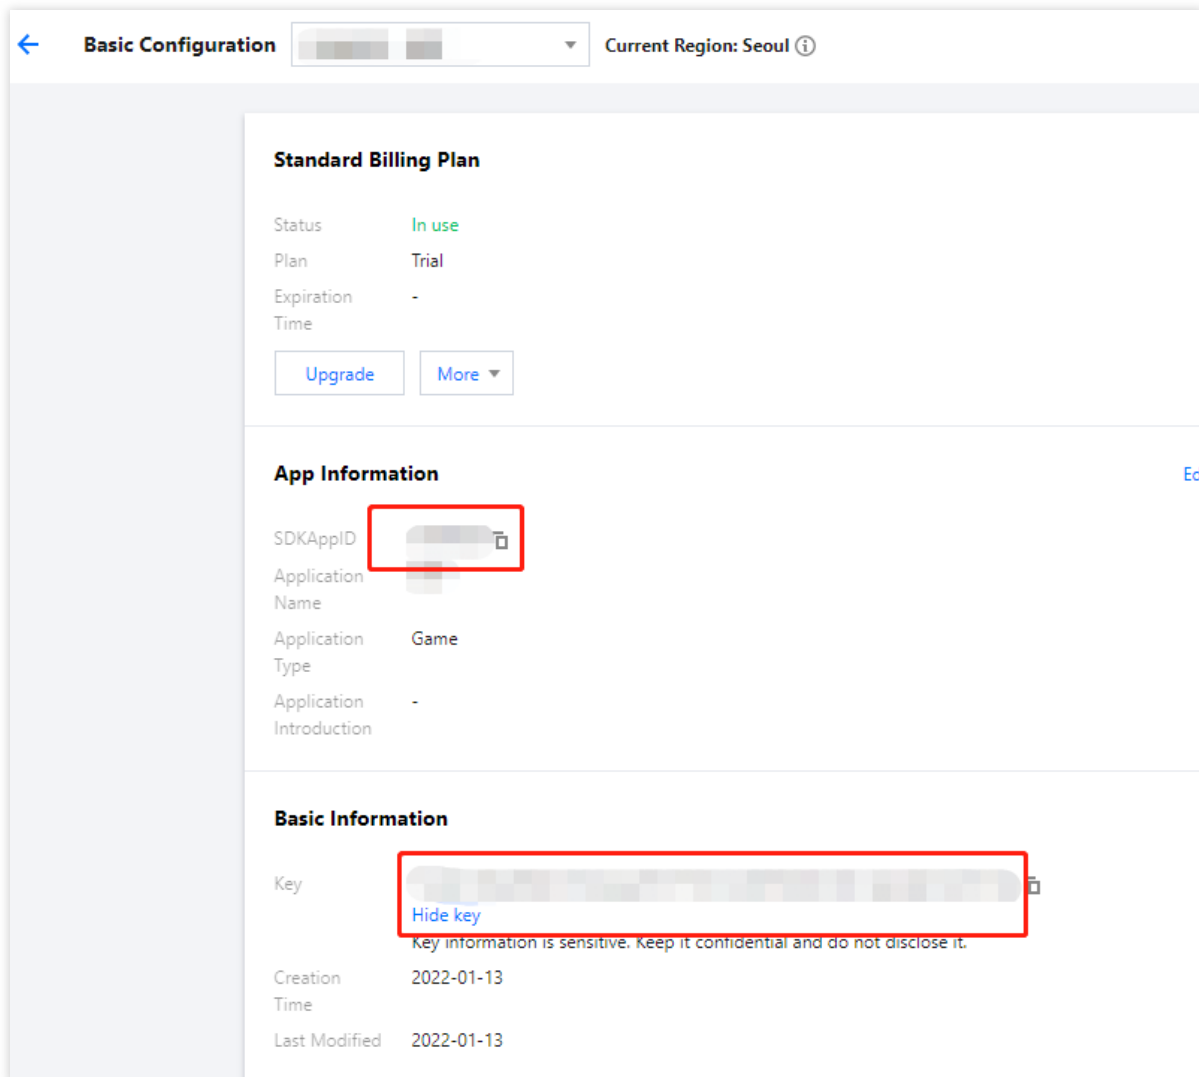 Basic Configuration
Current Region: Seoul
Standard Billing Plan
Status In use
Plan Trial
Expiration
Time
-
Upgrade More
App Information
SDKAppID
Application
Name
Application
Type
Game
Application
Introduction
-
Basic Information
Key
Hide key
Key information is sensitive. Keep it confidential and do not disclose it.
Creation
Time
2022-01-13
Last Modified 2022-01-13